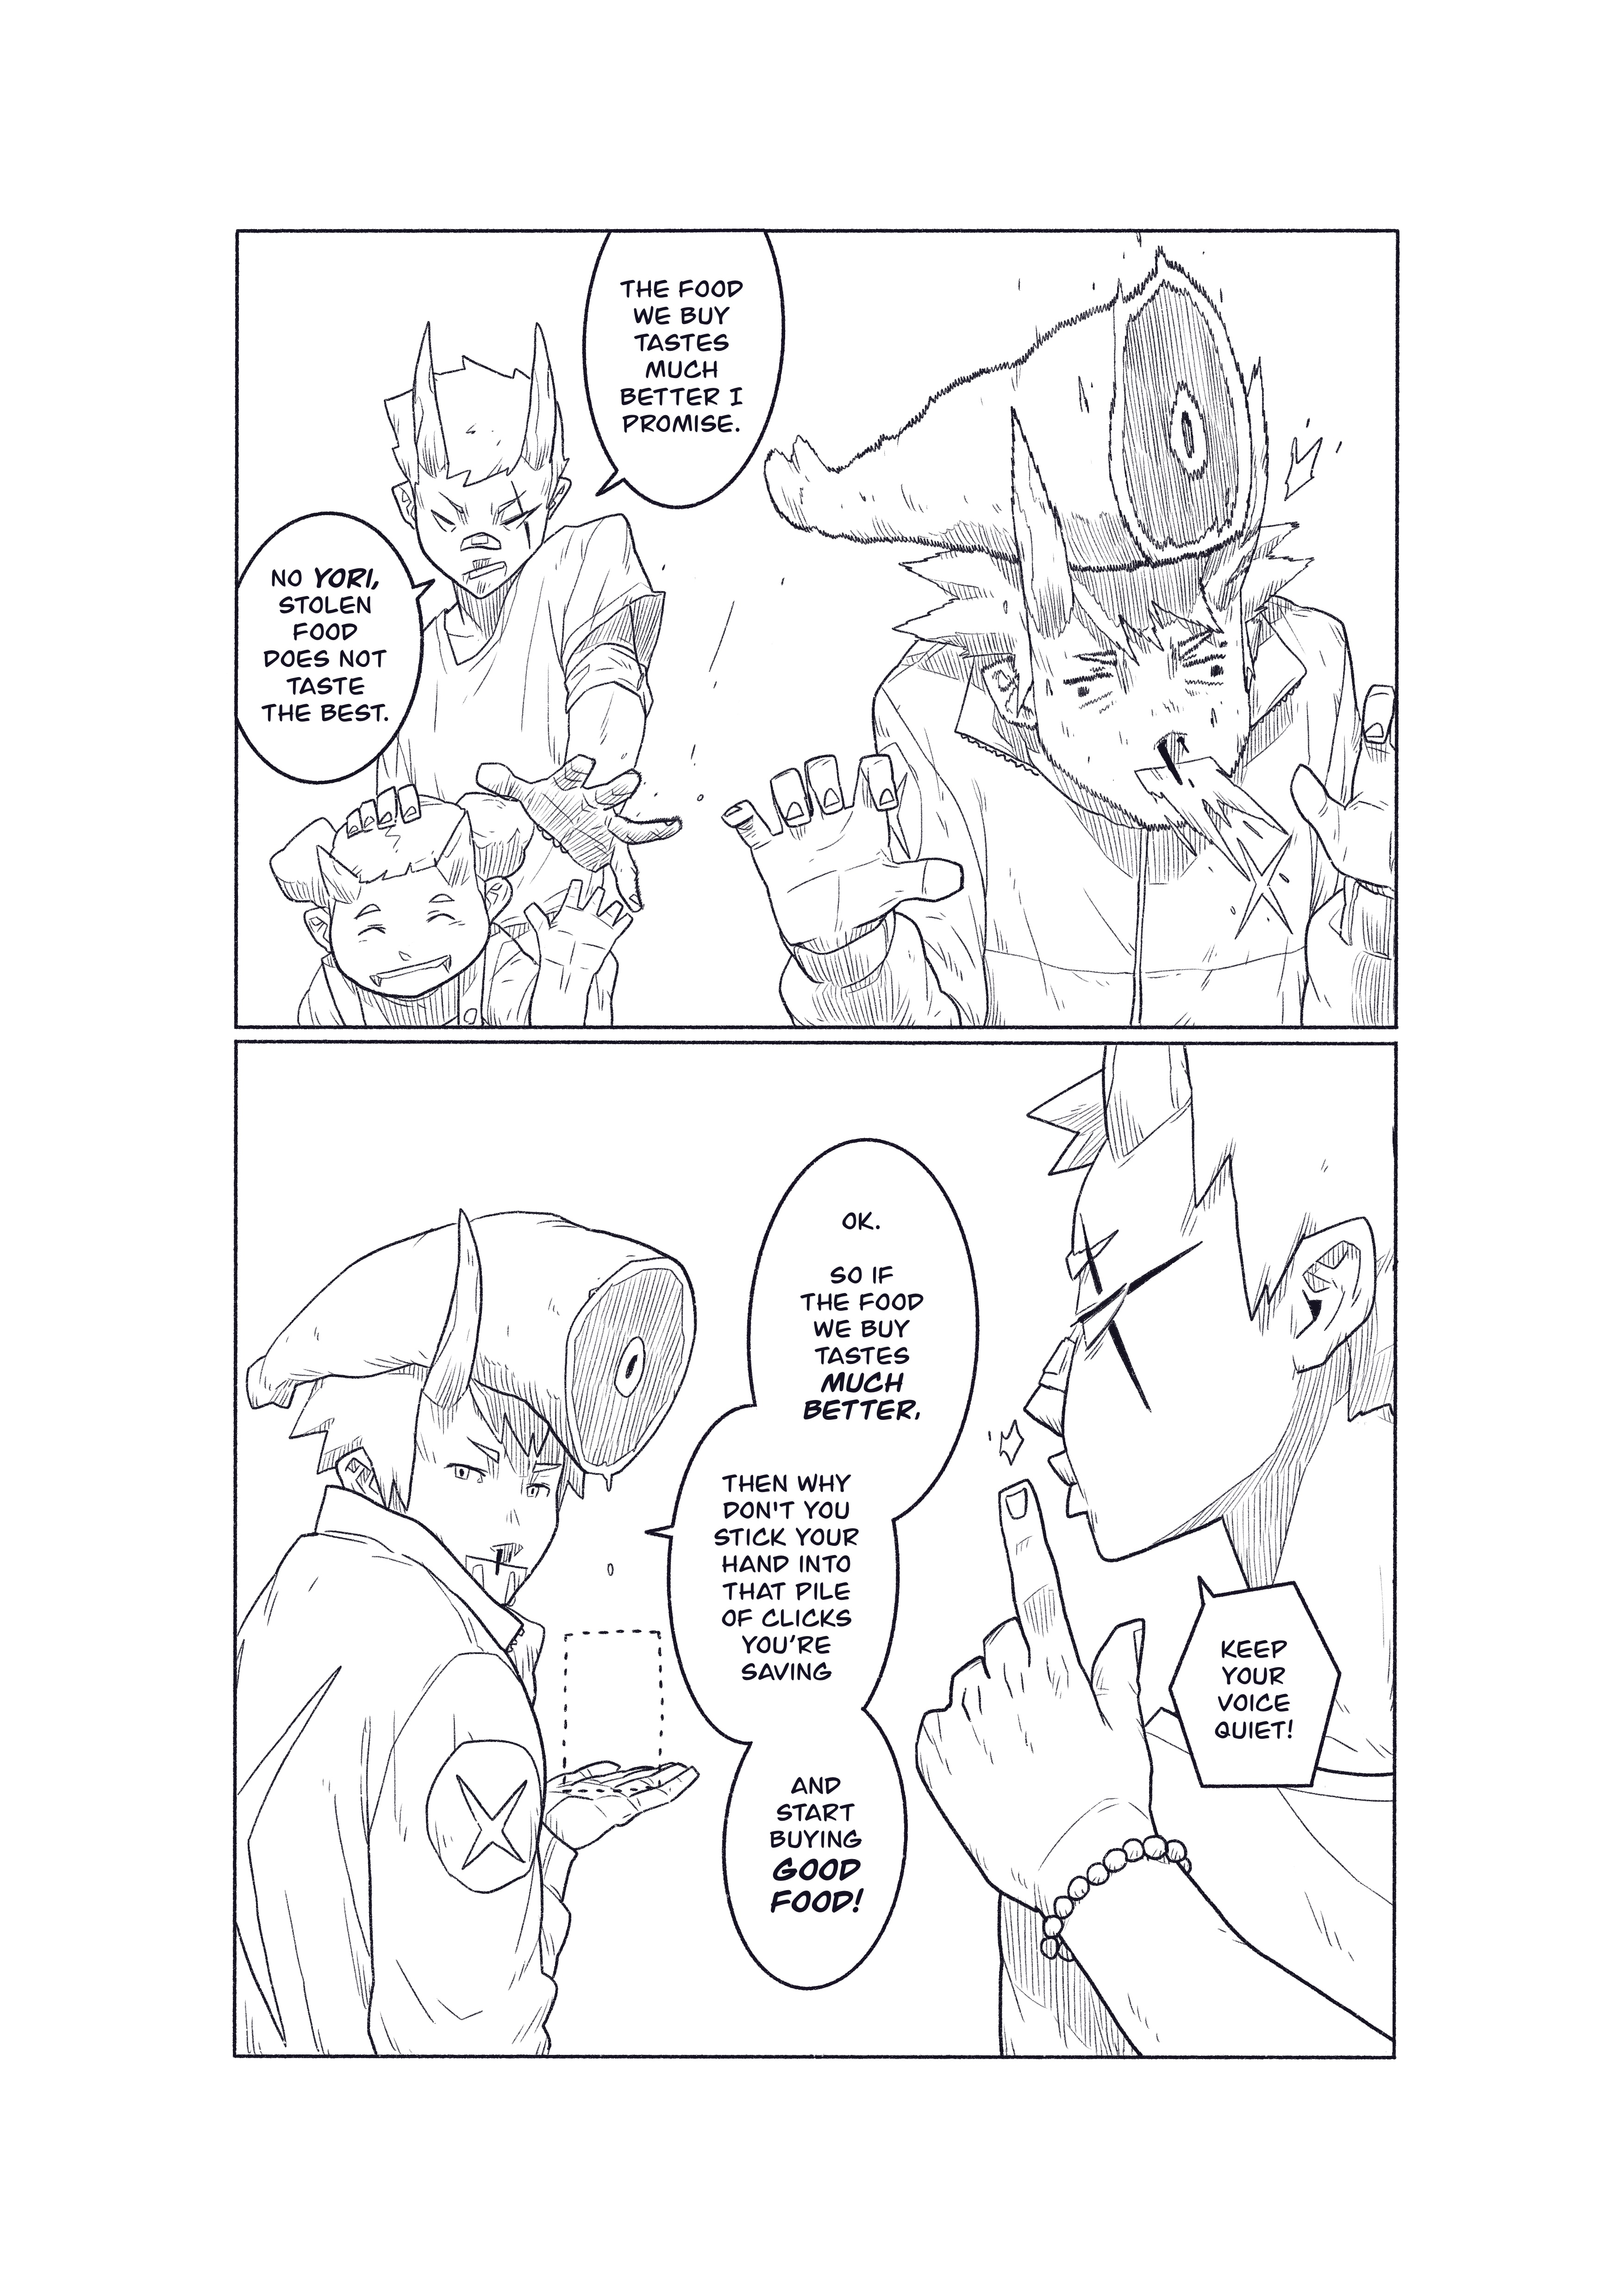 NO YORI,
STOLEN
FOOD
DOES NOT
TASTE
THE BEST.
THE FOOD
WE BUY
TASTES
MUCH
BETTER I
PROMISE.
OK.
SO IF
THE FOOD
WE BUY
TASTES
MUCH
BETTER,
THEN WHY
DON'T YOU
STICK YOUR
HAND INTO
THAT PILE
OF CLICKS
YOU'RE
SAVING
AND
START
BUYING
GOOD
FOOD!
KEEP
YOUR
VOICE
QUIET!